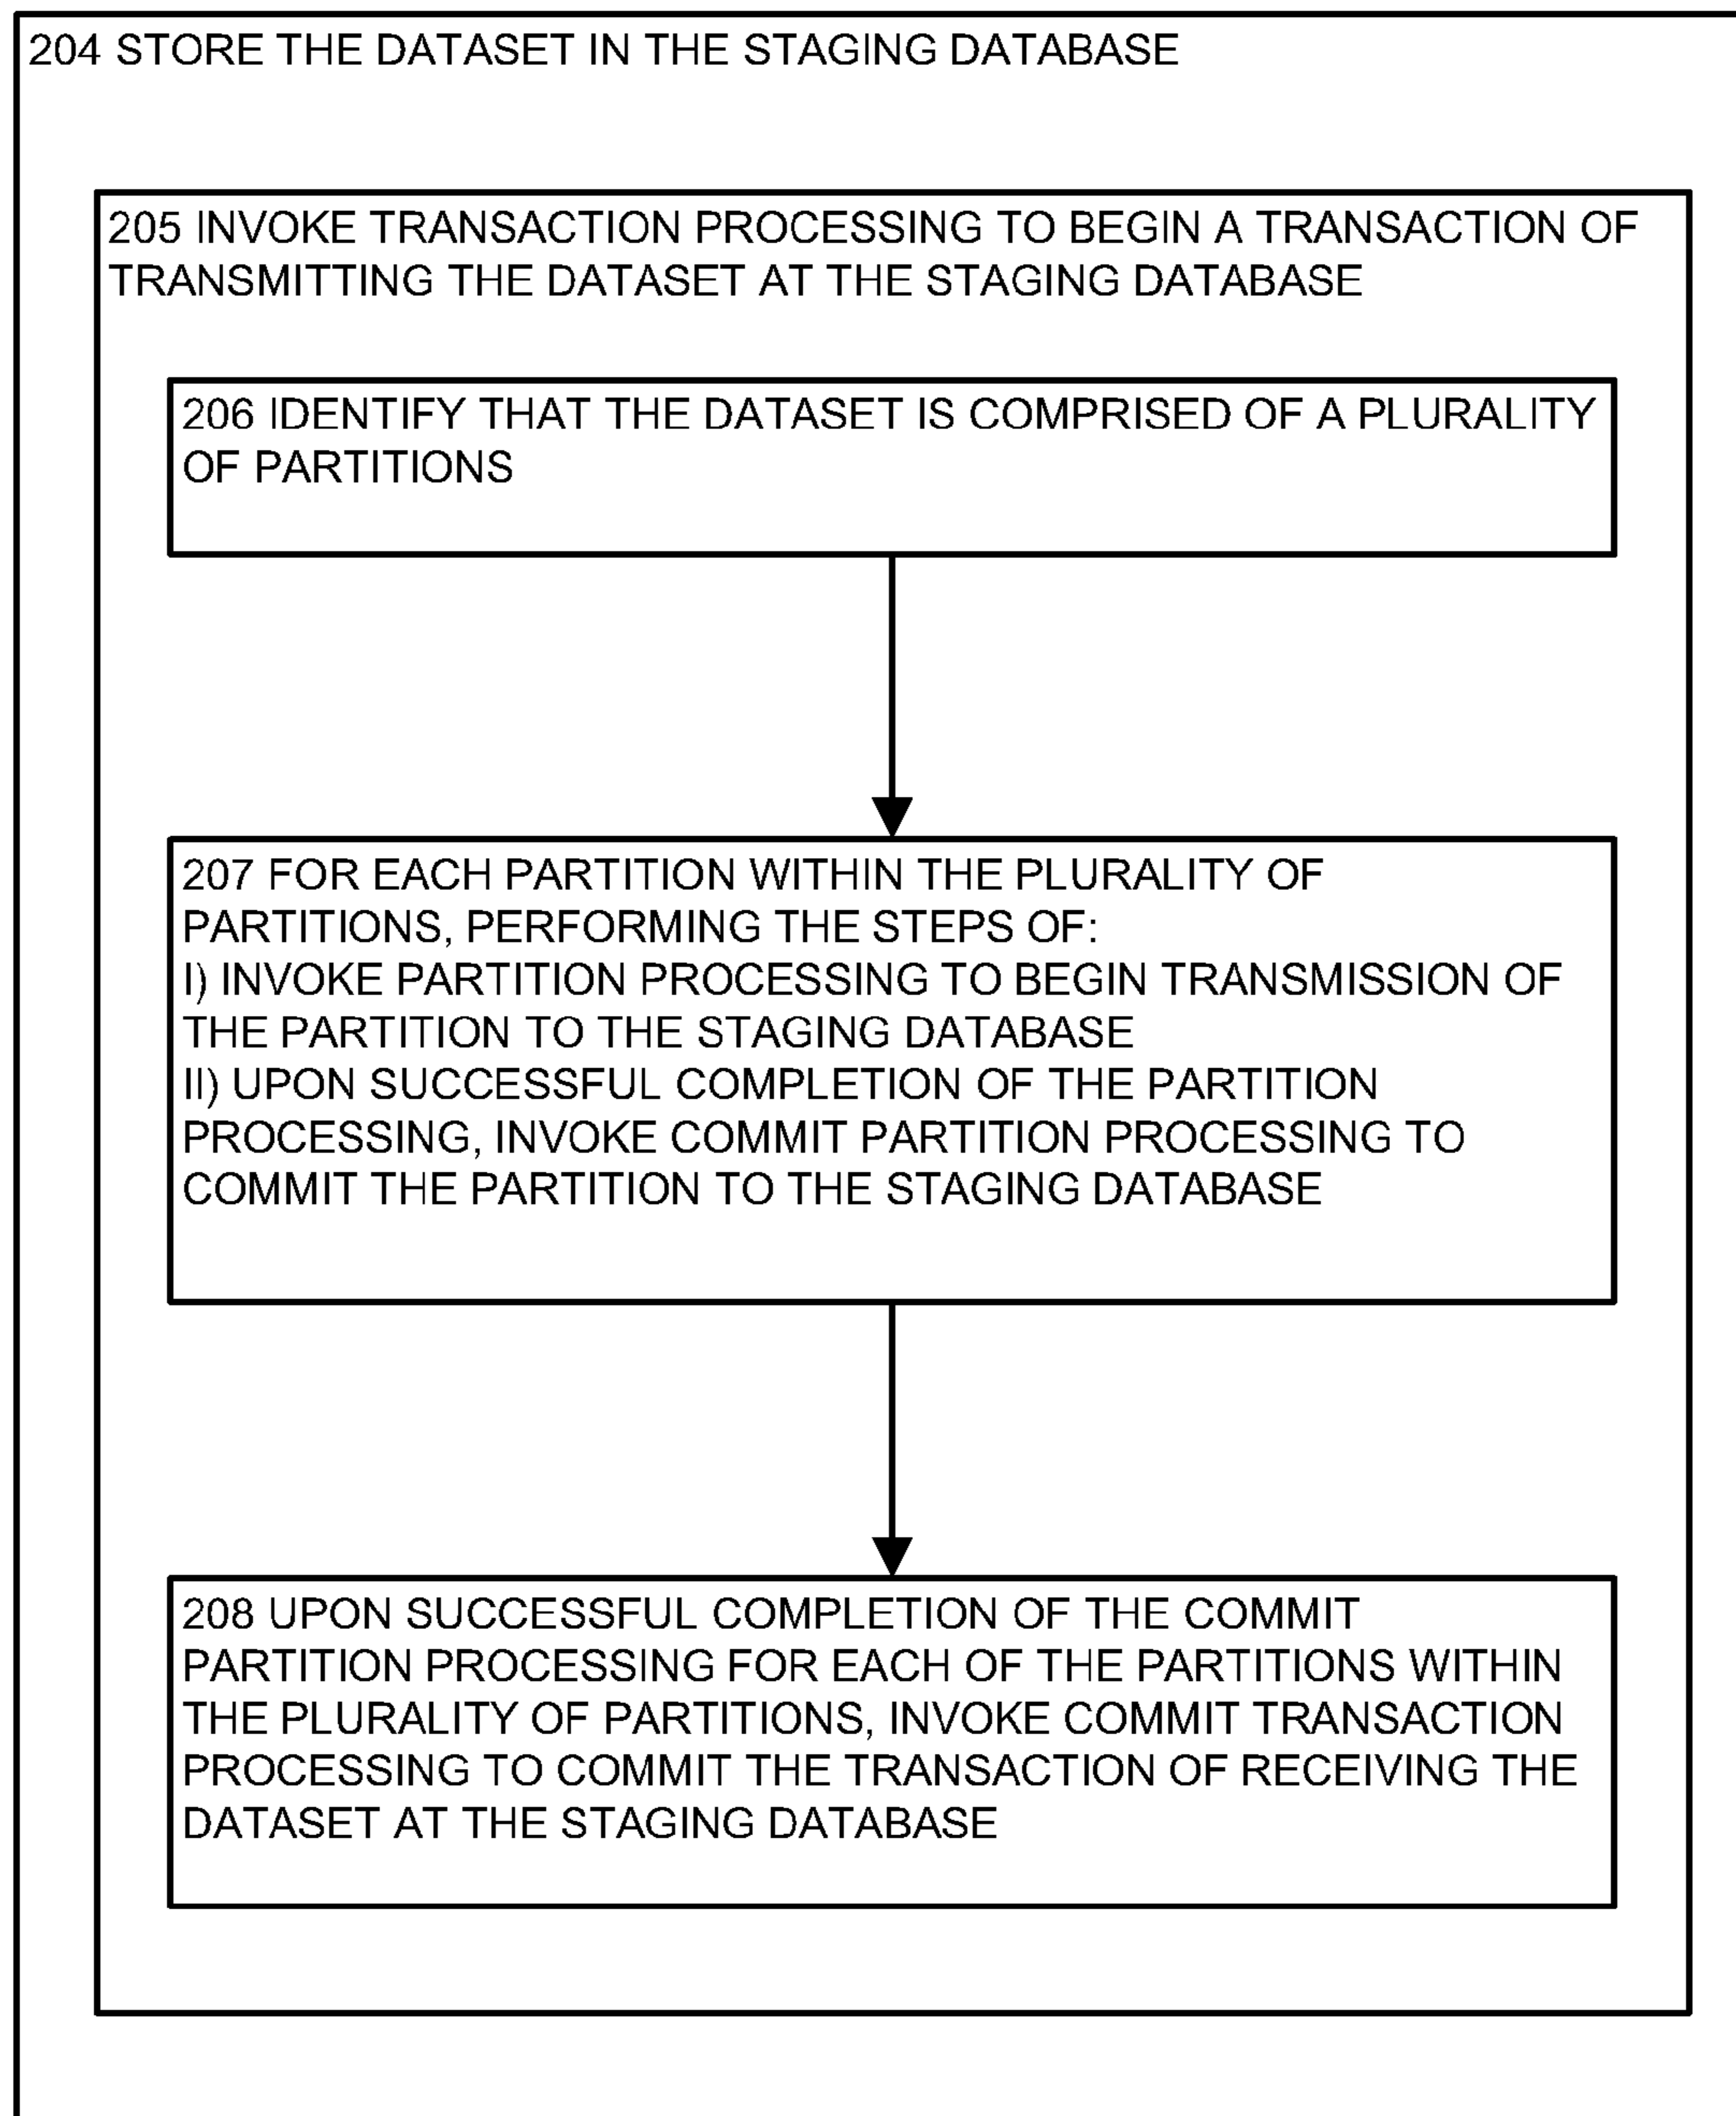 204 STORE THE DATASET IN THE STAGING DATABASE
205 INVOKE TRANSACTION PROCESSING TO BEGIN A TRANSACTION OF
TRANSMITTING THE DATASET AT THE STAGING DATABASE
206 IDENTIFY THAT THE DATASET IS COMPRISED OF A PLURALITY
OF PARTITIONS
207 FOR EACH PARTITION WITHIN THE PLURALITY OF
PARTITIONS, PERFORMING THE STEPS OF:
I) INVOKE PARTITION PROCESSING TO BEGIN TRANSMISSION OF
THE PARTITION TO THE STAGING DATABASE
II) UPON SUCCESSFUL COMPLETION OF THE PARTITION
PROCESSING, INVOKE COMMIT PARTITION PROCESSING TO
COMMIT THE PARTITION TO THE STAGING DATABASE
208 UPON SUCCESSFUL COMPLETION OF THE COMMIT
PARTITION PROCESSING FOR EACH OF THE PARTITIONS WITHIN
THE PLURALITY OF PARTITIONS, INVOKE COMMIT TRANSACTION
PROCESSING TO COMMIT THE TRANSACTION OF RECEIVING THE
DATASET AT THE STAGING DATABASE